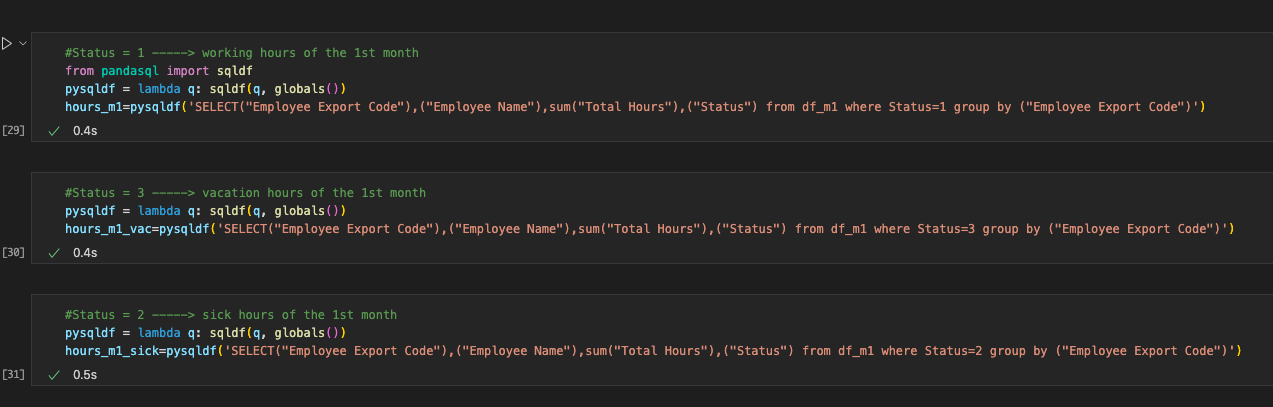 #Status = 1 -----> working hours of the 1st month
from pandasql import sqldf
pysqldf = lambda q: sqldf(q, globals())
hours_m1=pysqldf('SELECT("Employee Export Code"),("Employee Name"),sum("Total Hours"),("Status") from df_m1 where Status=1 group by ("Employee Export Code")')
[29]
0.4s
#Status = 3 -----> vacation hours of the 1st month
pysqldf = lambda q: sqldf(q, globals())
hours_m1_vac=pysqldf('SELECT("Employee Export Code"),("Employee Name"),sum("Total Hours"),("Status") from df_m1 where Status=3 group by ("Employee Export Code")')
[30]
0.4s
#Status = 2 -----> sick hours of the 1st month
pysqldf = lambda q: sqldf(q, globals())
hours_m1_sick=pysqldf('SELECT("Employee Export Code"),("Employee Name"),sum("Total Hours"),("Status") from df_m1 where Status=2 group by ("Employee Export Code")')
[31]
0.5s